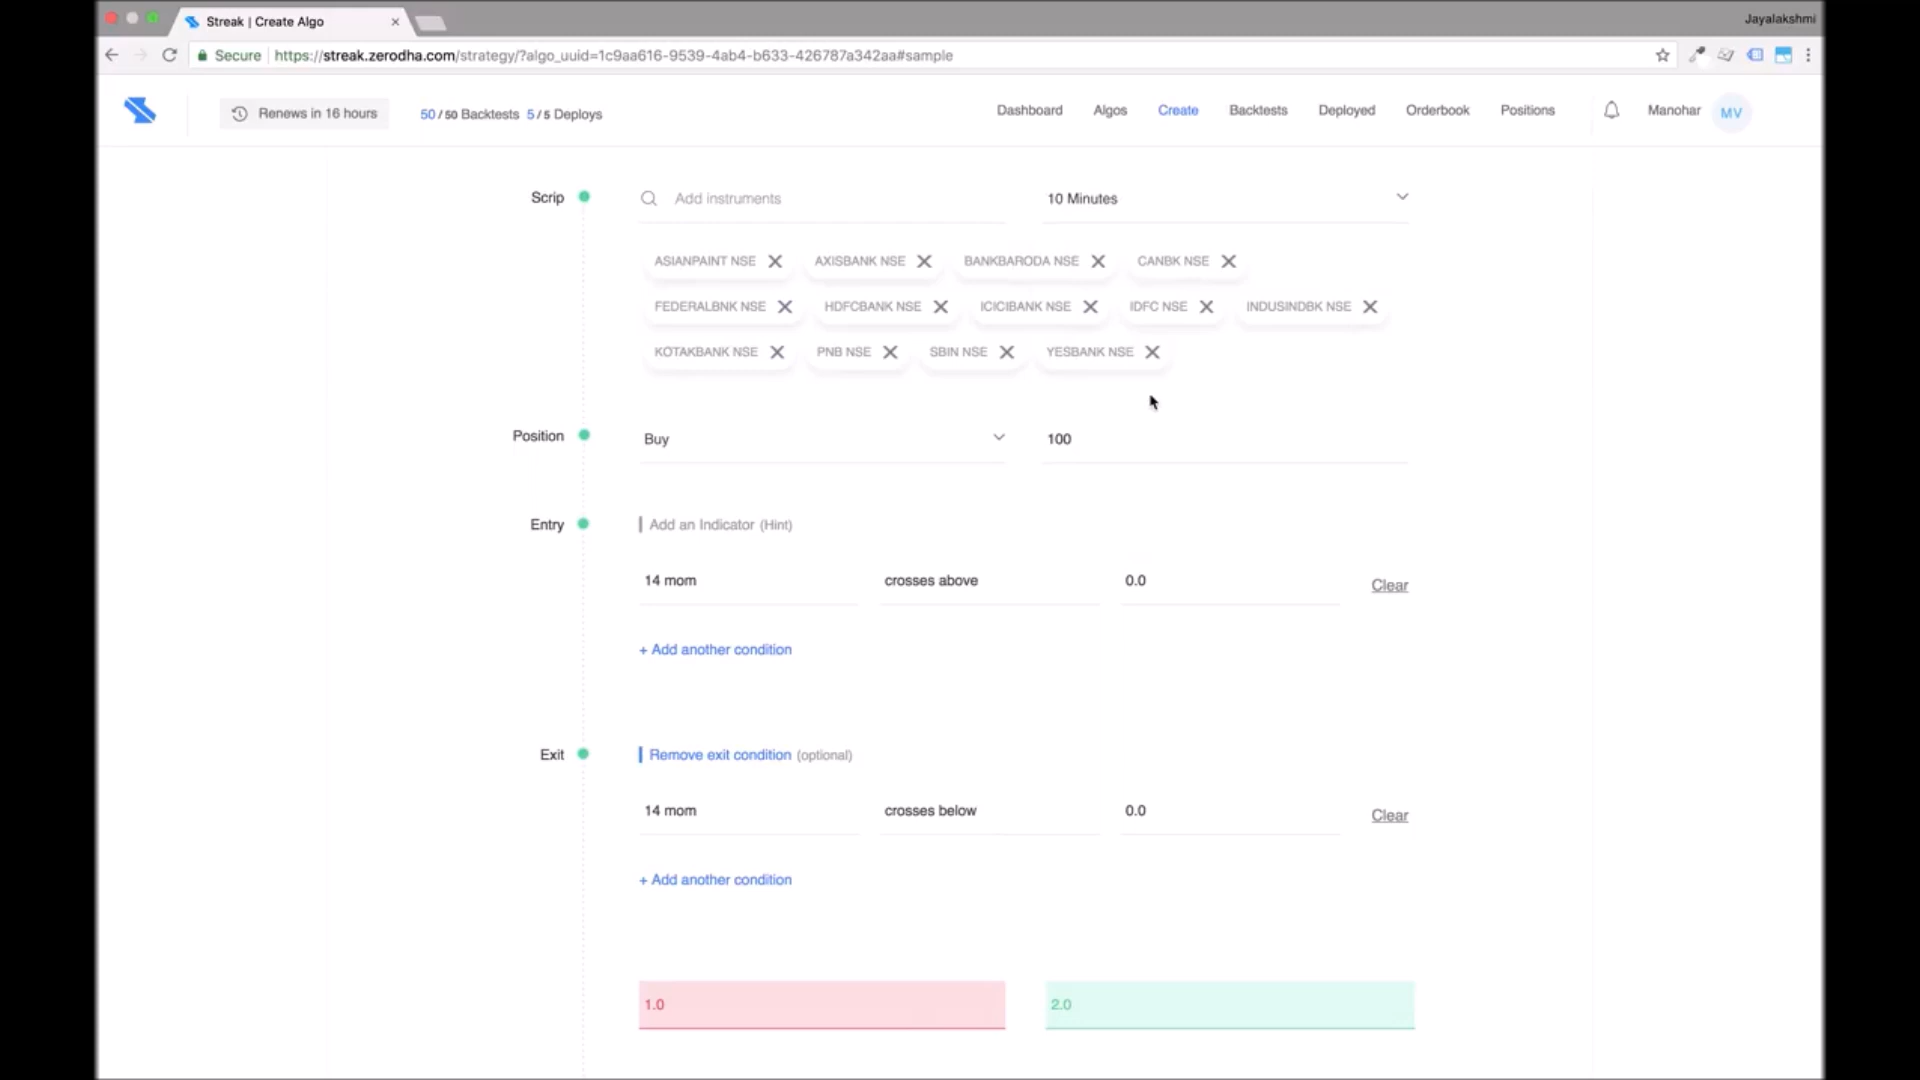 Streak | Create Algo
Jayalakshmi
Secure https://streak.zerodha.com/strategy/?algo_uuid=1c9aa616-9539-4ab4-b633-426787a342aa#sample
Renews in 16 hours 50 / 50 Backtests 5 / 5 Deploys Dashboard Algos Create Backtests Deployed Orderbook Positions Manohar MV
Scrip Add instruments 10 Minutes
ASIANPAINT NSE AXISBANK NSE BANKBARODA NSE CANBK NSE
FEDERALBNK NSE HDFCBANK NSE ICICIBANK NSE IDFC NSE INDUSINDBK NSE
KOTAKBANK NSE PNB NSE SBIN NSE YESBANK NSE
Position Buy 100
Entry Add an Indicator (Hint)
14 mom crosses above 0.0 Clear
+ Add another condition
Exit Remove exit condition (optional)
14 mom crosses below 0.0 Clear
+ Add another condition
1.0 2.0